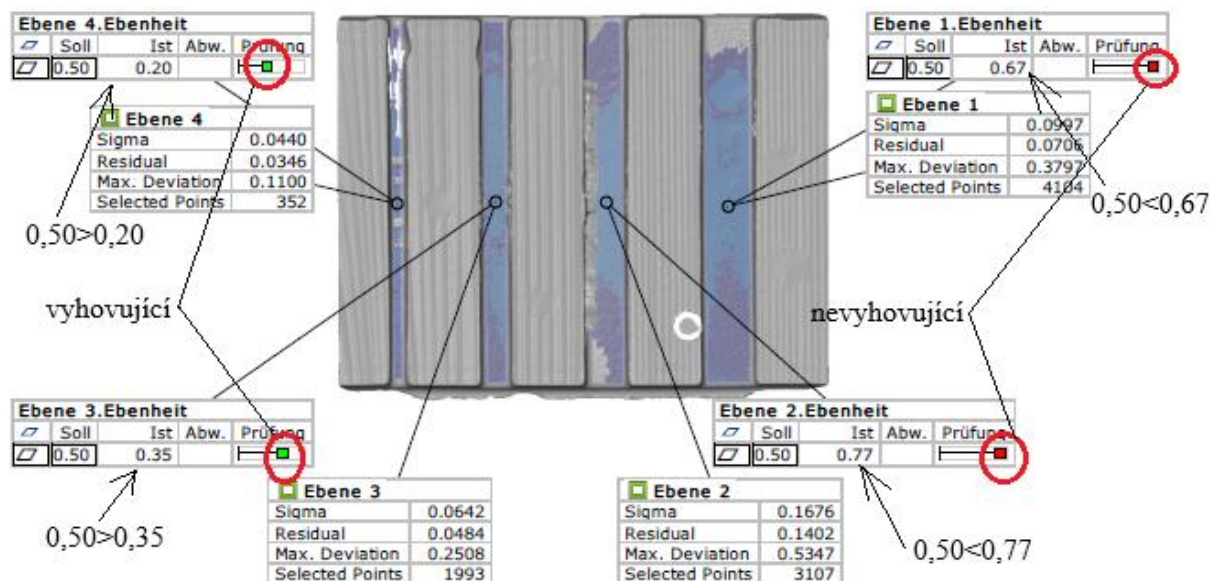 Ebene 4.Ebenheit
Soll Ist Abw. Prüfung
0.50 0.20
Ebene 4
Sigma 0.0440
Residual 0.0346
Max. Deviation 0.1100
Selected Points 352
0,50>0,20
Ebene 1.Ebenheit
Soll Ist Abw. Prüfung
0.50 0.67
Ebene 1
Sigma 0.0997
Residual 0.0706
Max. Deviation 0.3797
Selected Points 4104
0,50<0,67
vyhovující
nevyhovující
Ebene 3.Ebenheit
Soll Ist Abw. Prüfung
0.50 0.35
Ebene 3
Sigma 0.0642
Residual 0.0484
Max. Deviation 0.2508
Selected Points 1993
0,50>0,35
Ebene 2.Ebenheit
Soll Ist Abw. Prüfung
0.50 0.77
Ebene 2
Sigma 0.1676
Residual 0.1402
Max. Deviation 0.5347
Selected Points 3107
0,50<0,77